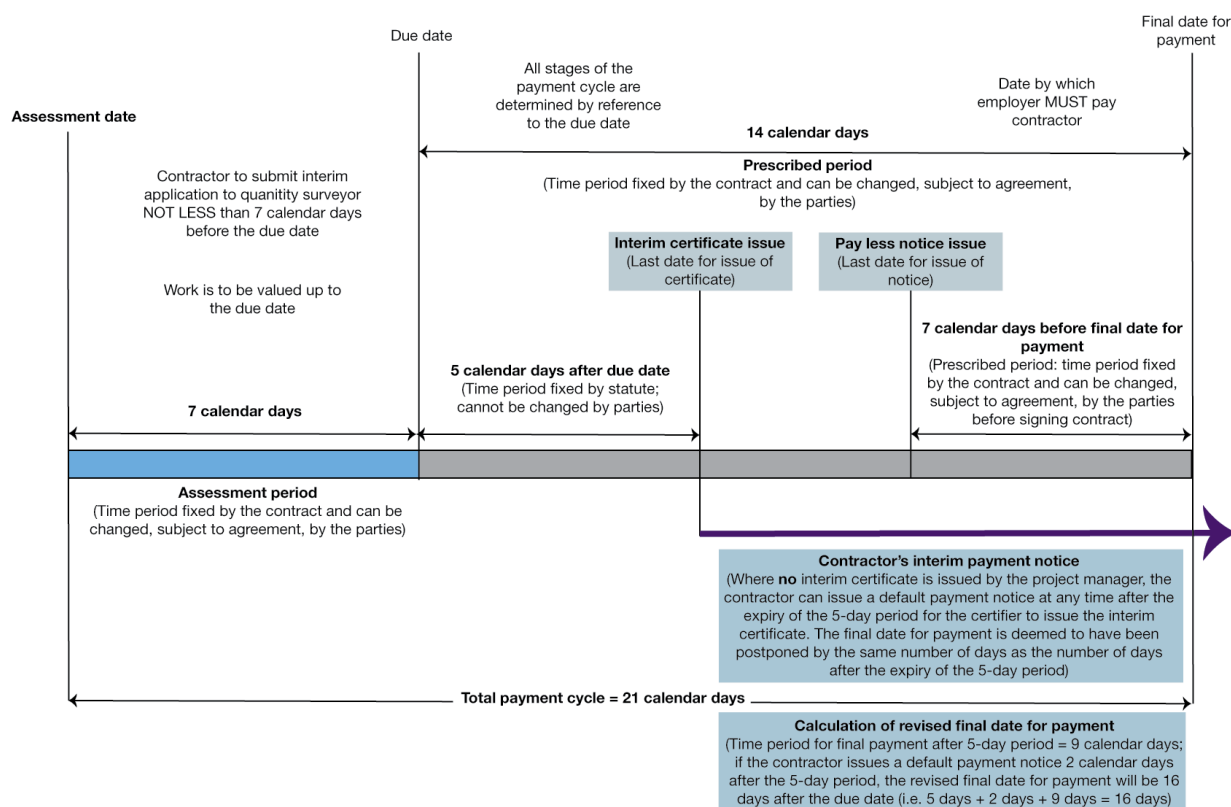 Final date for
payment
Due date
All stages of the
payment cycle are
determined by reference
to the due date
Date by which
employer MUST pay
contractor
Assessment date
14 calendar days
Prescribed period
(Time period fixed by the contract and can be changed, subject to agreement,
by the parties)
Contractor to submit interim
application to quanitity surveyor
NOT LESS than 7 calendar days
before the due date
Work is to be valued up to
the due date
Interim certificate issue
(Last date for issue of
certificate)
Pay less notice issue
(Last date for issue of
notice)
7 calendar days before final date for
payment
(Prescribed period: time period fixed
by the contract and can be changed,
subject to agreement, by the parties
before signing contract)
5 calendar days after due date
(Time period fixed by statute;
cannot be changed by parties)
7 calendar days
Assessment period
(Time period fixed by the contract and can be
changed, subject to agreement, by the parties)
Contractor's interim payment notice
(Where no interim certificate is issued by the project manager, the
contractor can issue a default payment notice at any time after the
expiry of the 5-day period for the certifier to issue the interim
certificate. The final date for payment is deemed to have been
postponed by the same number of days as the number of days
after the expiry of the 5-day period)
Total payment cycle = 21 calendar days
Calculation of revised final date for payment
(Time period for final payment after 5-day period = 9 calendar days;
if the contractor issues a default payment notice 2 calendar days
after the 5-day period, the revised final date for payment will be 16
days after the due date (i.e. 5 days + 2 days + 9 days = 16 days)